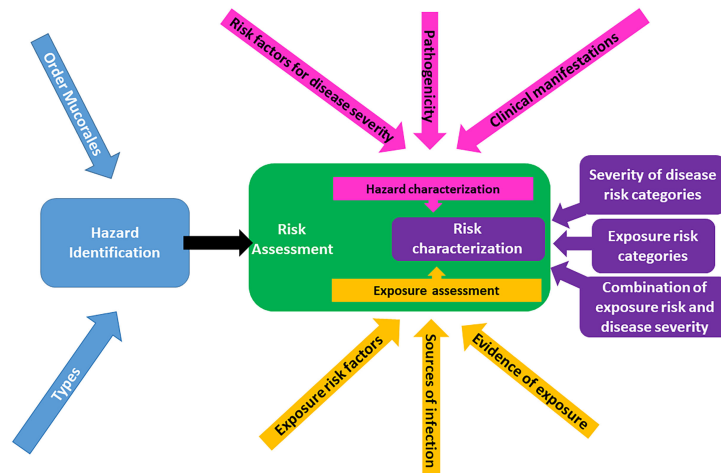 Order Mucorales
Types
Hazard
Identification
Risk factors for disease severity
Pathogenicity
Clinical manifestations
Risk
Assessment
Hazard characterization
Risk
characterization
Exposure assessment
Exposure risk factors
Sources of infection
Evidence of exposure
Severity of disease
risk categories
Exposure risk
categories
Combination of
exposure risk and
disease severity